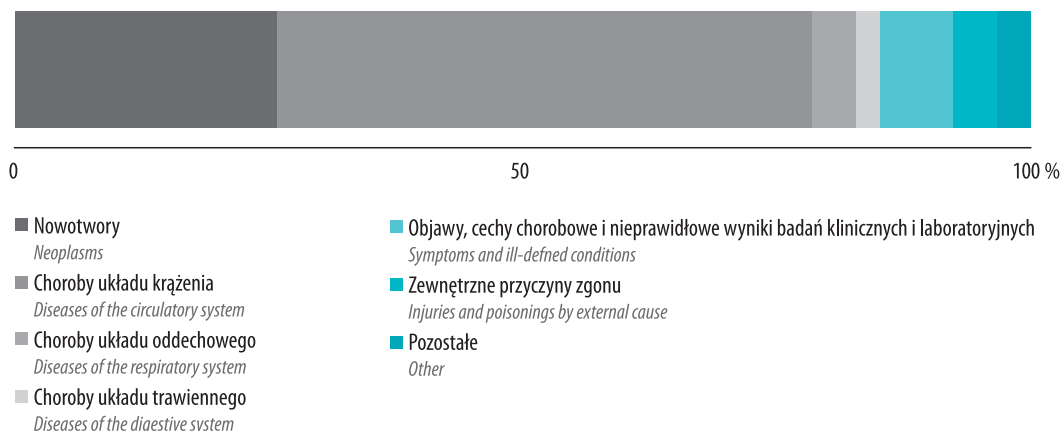 0 50 100 %
Nowotwory
Neoplasms
Choroby układu krążenia
Diseases of the circulatory system
Choroby układu oddechowego
Diseases of the respiratory system
Choroby układu trawiennego
Diseases of the digestive system
Objawy, cechy chorobowe i nieprawidłowe wyniki badań klinicznych i laboratoryjnych
Symptoms and ill-defned conditions
Zewnętrzne przyczyny zgonu
Injuries and poisonings by external cause
Pozostałe
Other